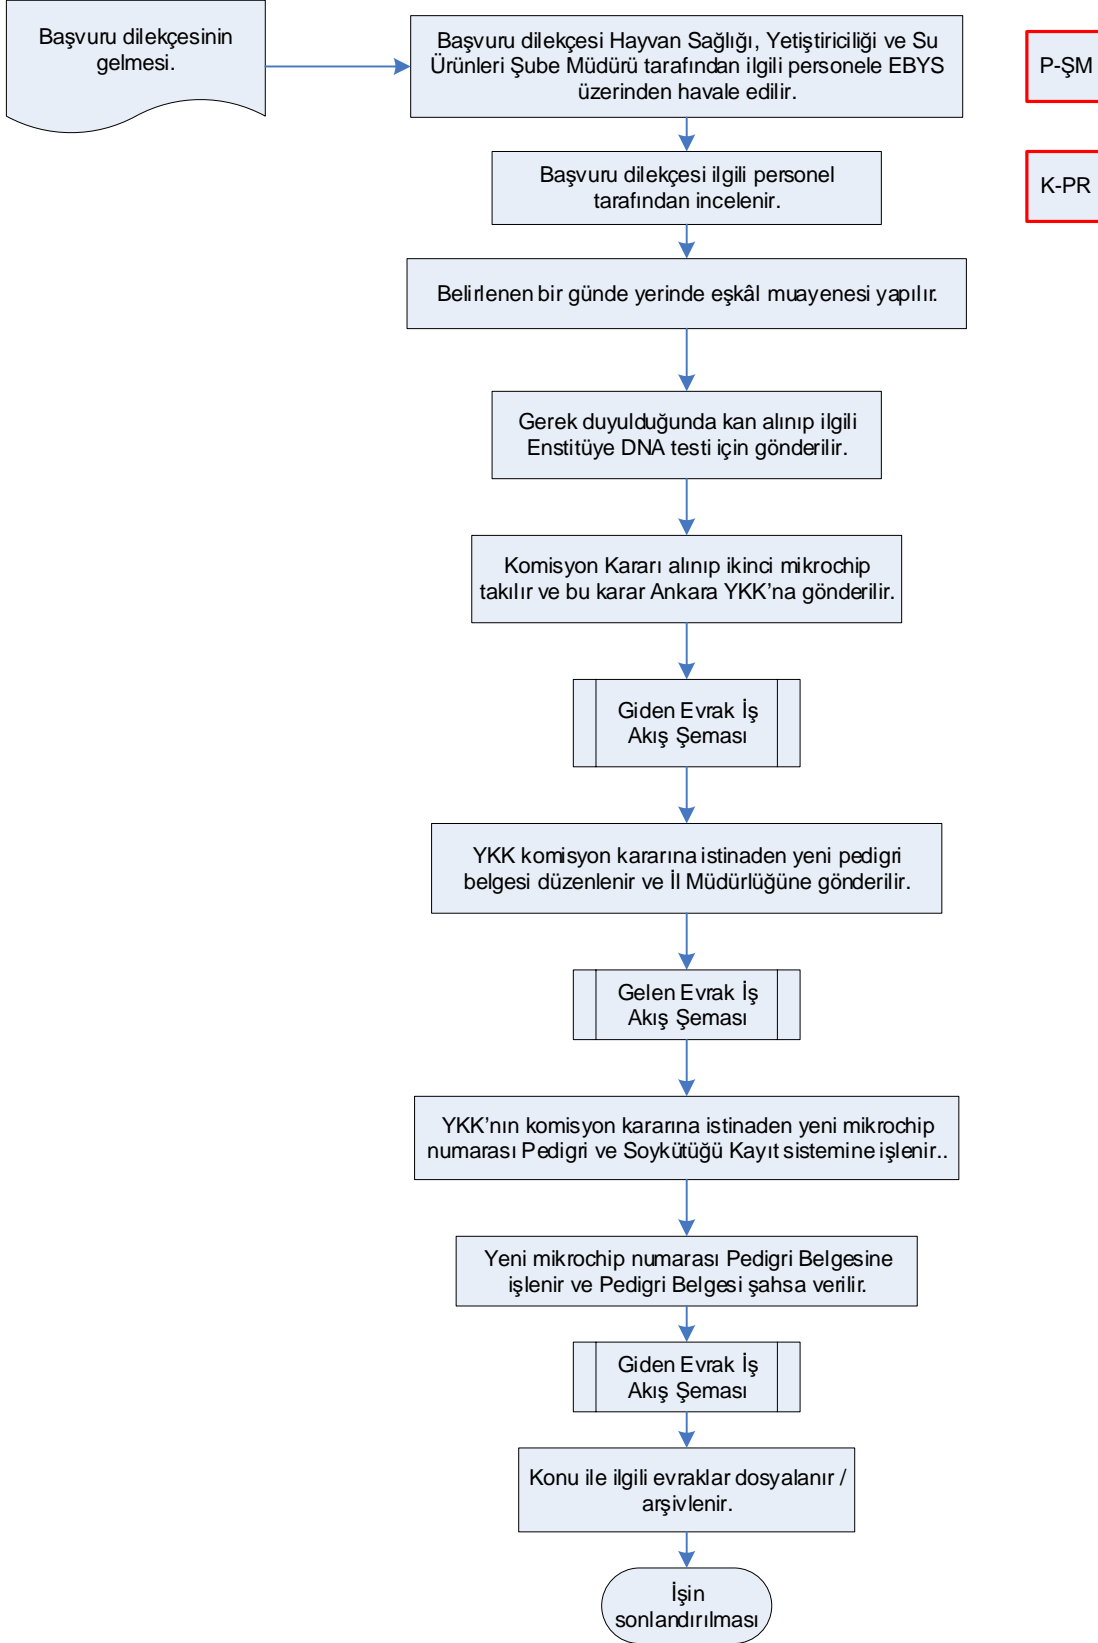 Başvuru dilekçesinin
gelmesi.
Başvuru dilekçesi Hayvan Sağlığı, Yetiştiriciliği ve Su
Ürünleri Şube Müdürü tarafından ilgili personele EBYS
üzerinden havale edilir.
P-ŞM
Başvuru dilekçesi ilgili personel
tarafından incelenir.
K-PR
Belirlenen bir günde yerinde eşkâl muayenesi yapılır.
Gerek duyulduğunda kan alınıp ilgili
Enstitüye DNA testi için gönderilir.
Komisyon Kararı alınıp ikinci mikrochip
takılır ve bu karar Ankara YKK’na gönderilir.
Giden Evrak İş
Akış Şeması
YKK komisyon kararına istinaden yeni pedigri
belgesi düzenlenir ve İl Müdürlüğüne gönderilir.
Gelen Evrak İş
Akış Şeması
YKK’nın komisyon kararına istinaden yeni mikrochip
numarası Pedigri ve Soykütüğü Kayıt sistemine işlenir..
Yeni mikrochip numarası Pedigri Belgesine
işlenir ve Pedigri Belgesi şahsa verilir.
Giden Evrak İş
Akış Şeması
Konu ile ilgili evraklar dosyalanır /
arşivlenir.
İşin
sonlandırılması